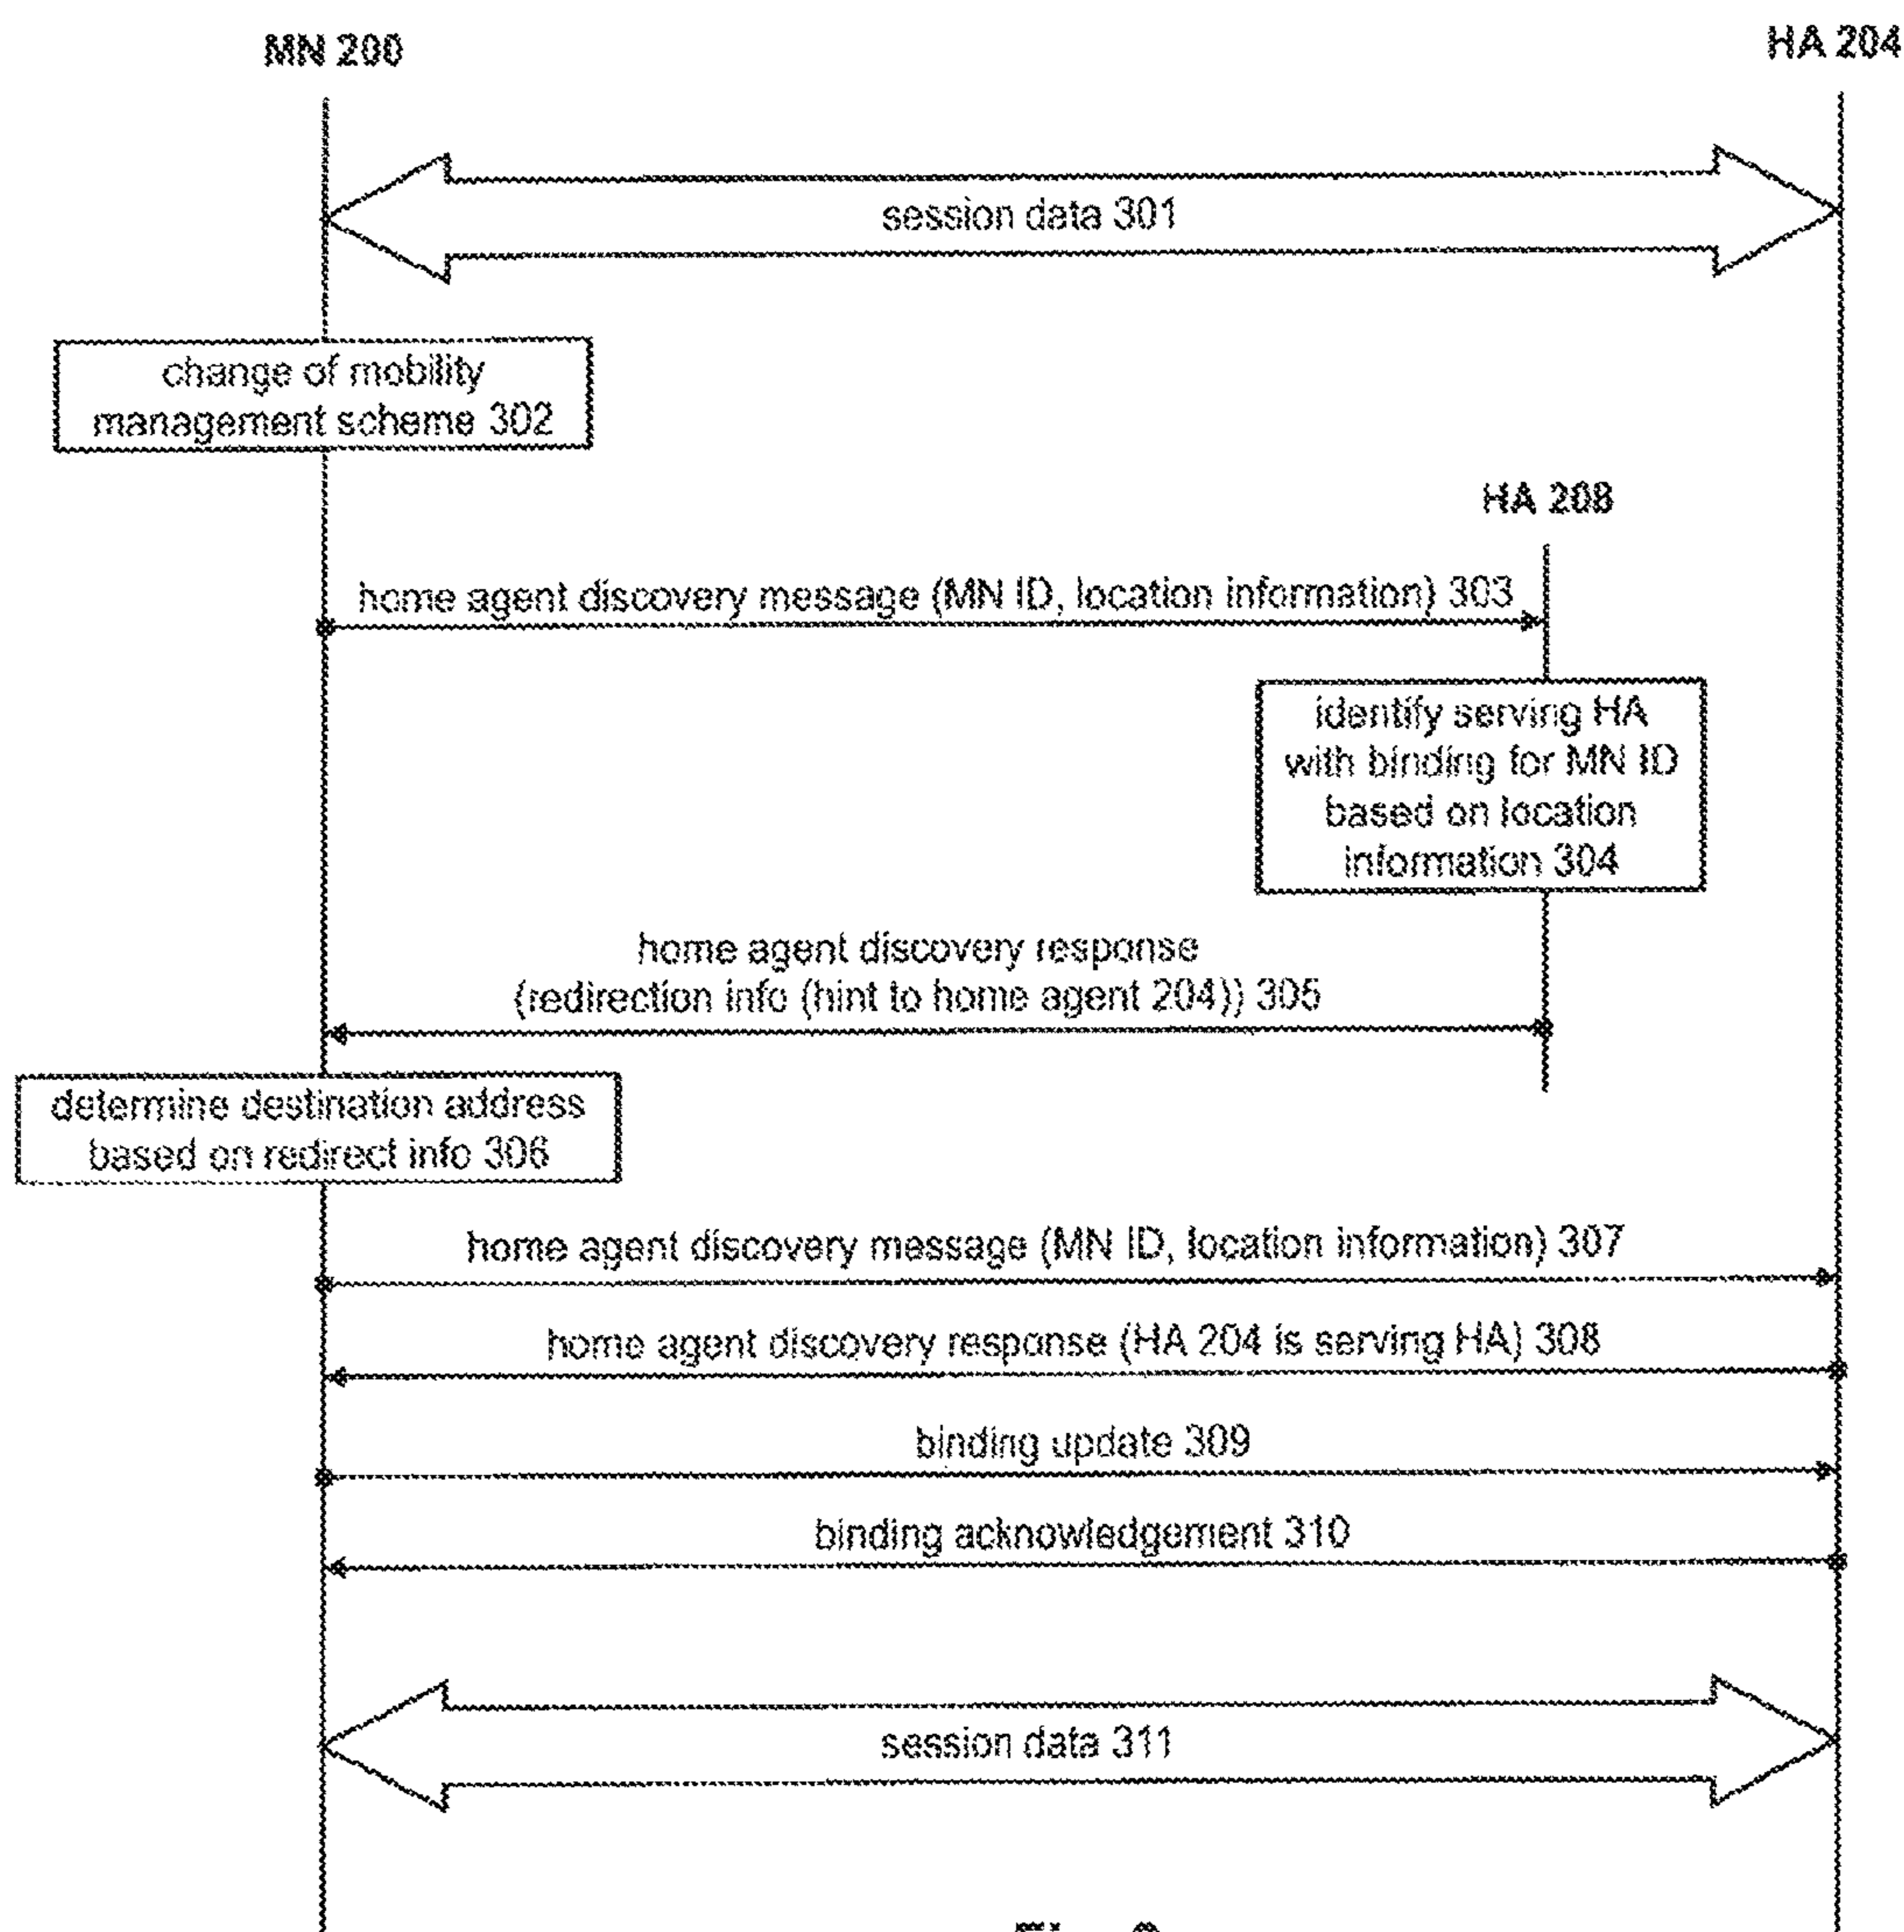 MN 200
HA 204
session data 301
change of mobility
management scheme 302
HA 208
home agent discovery message (MN ID, location information) 303
identify serving HA
with binding for MN ID
based on location
information 304
home agent discovery response
(redirection info (hint to home agent 204)) 305
determine destination address
based on redirect info 306
home agent discovery message (MN ID, location information) 307
home agent discovery response (HA 204 is serving HA) 308
binding update 309
binding acknowledgement 310
session data 311